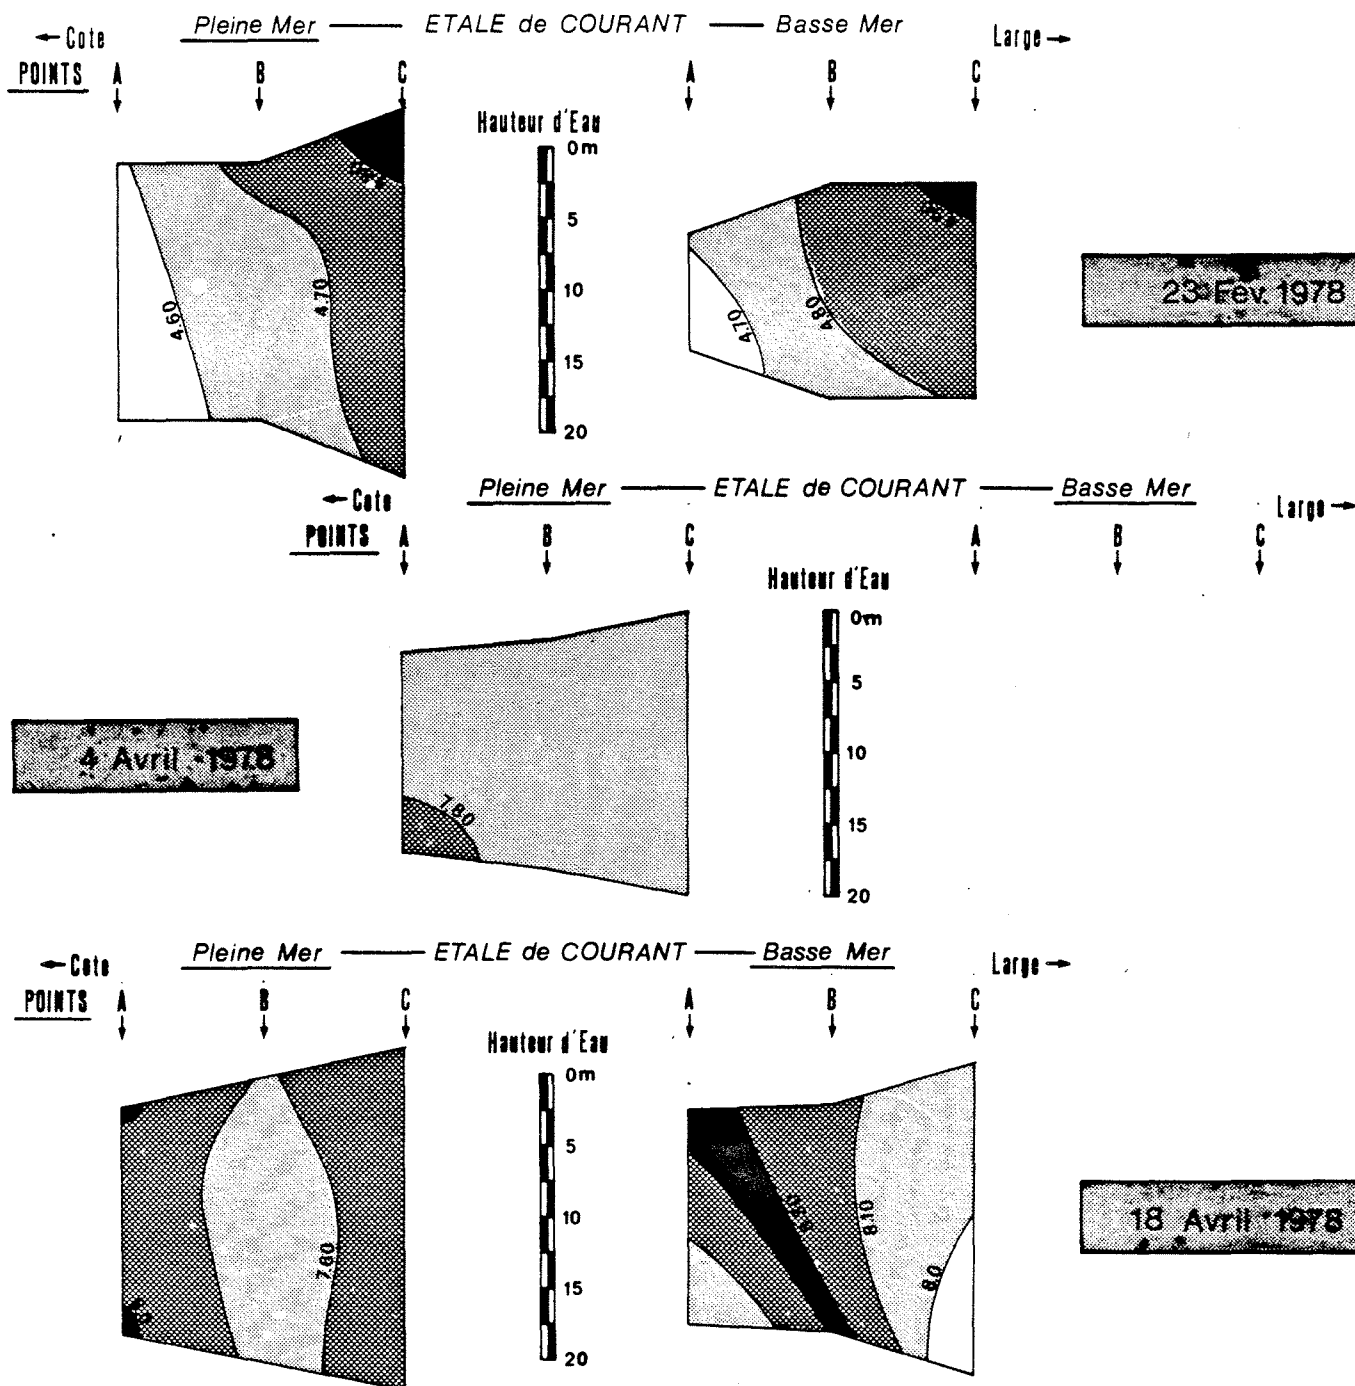 ← Cote Pleine Mer — ETALE de COURANT — Basse Mer Large →
POINTS A B C A B C
Hauteur d'Eau
0m
5
10
15
20
4.60
4.70
4.70
4.80
23 Fev. 1978
← Cote Pleine Mer — ETALE de COURANT — Basse Mer Large →
POINTS A B C A B C
Hauteur d'Eau
0m
5
10
15
20
4 Avril 1978
7.80
← Cote Pleine Mer — ETALE de COURANT — Basse Mer Large →
POINTS A B C A B C
Hauteur d'Eau
0m
5
10
15
20
7.80
8.10
8.0
18 Avril 1978